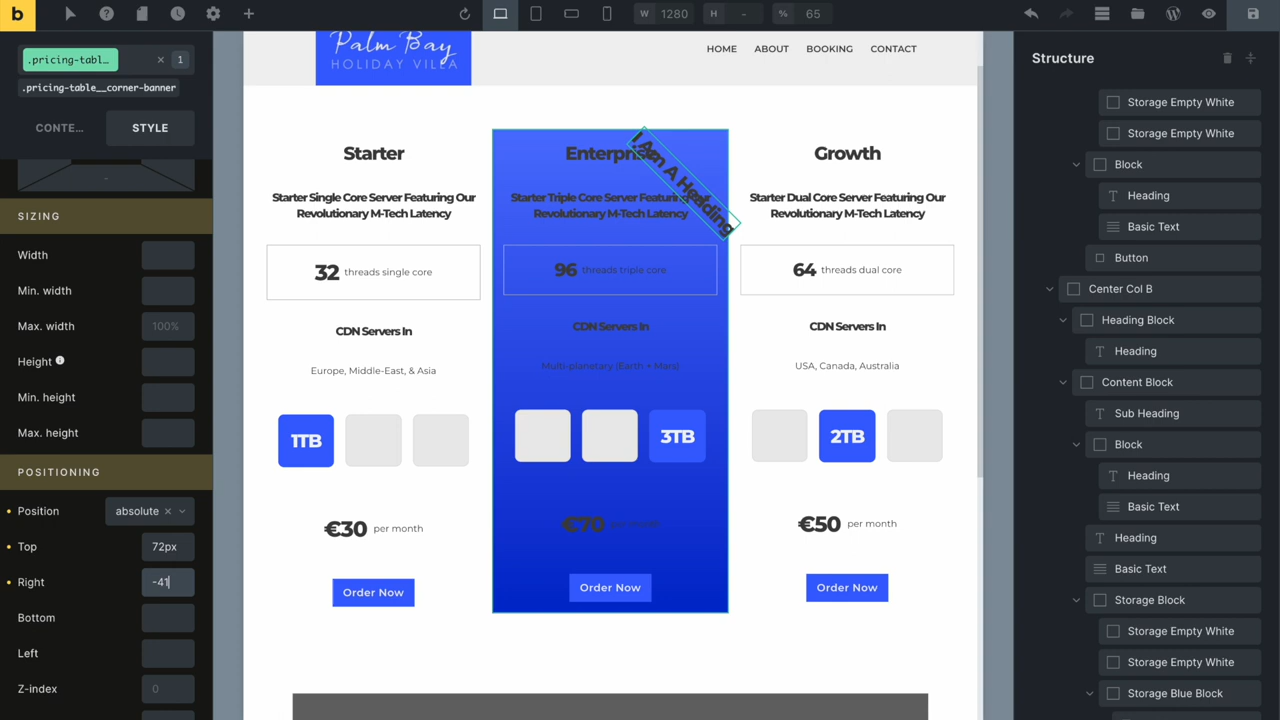 b
W 1280 H - % 65
.pricing-tabl… × 1
.pricing-table__corner-banner
CONTE… STYLE
-
SIZING
Width
Min. width
Max. width 100%
Height
Min. height
Max. height
POSITIONING
Position absolute ×
Top 72px
Right -41
Bottom
Left
Z-index 0
Palm Bay
HOLIDAY VILLA
HOME ABOUT BOOKING CONTACT
Starter
Starter Single Core Server Featuring Our
Revolutionary M-Tech Latency
32 threads single core
CDN Servers In
Europe, Middle-East, & Asia
1TB
€30 per month
Order Now
Enterprise
I Am A Heading
Starter Triple Core Server Featuring
Revolutionary M-Tech Latency
96 threads triple core
CDN Servers In
Multi-planetary (Earth + Mars)
3TB
€70 per month
Order Now
Growth
Starter Dual Core Server Featuring Our
Revolutionary M-Tech Latency
64 threads dual core
CDN Servers In
USA, Canada, Australia
2TB
€50 per month
Order Now
Structure
Storage Empty White
Storage Empty White
Block
Heading
Basic Text
Button
Center Col B
Heading Block
Heading
Content Block
Sub Heading
Block
Heading
Basic Text
Heading
Basic Text
Storage Block
Storage Empty White
Storage Empty White
Storage Blue Block